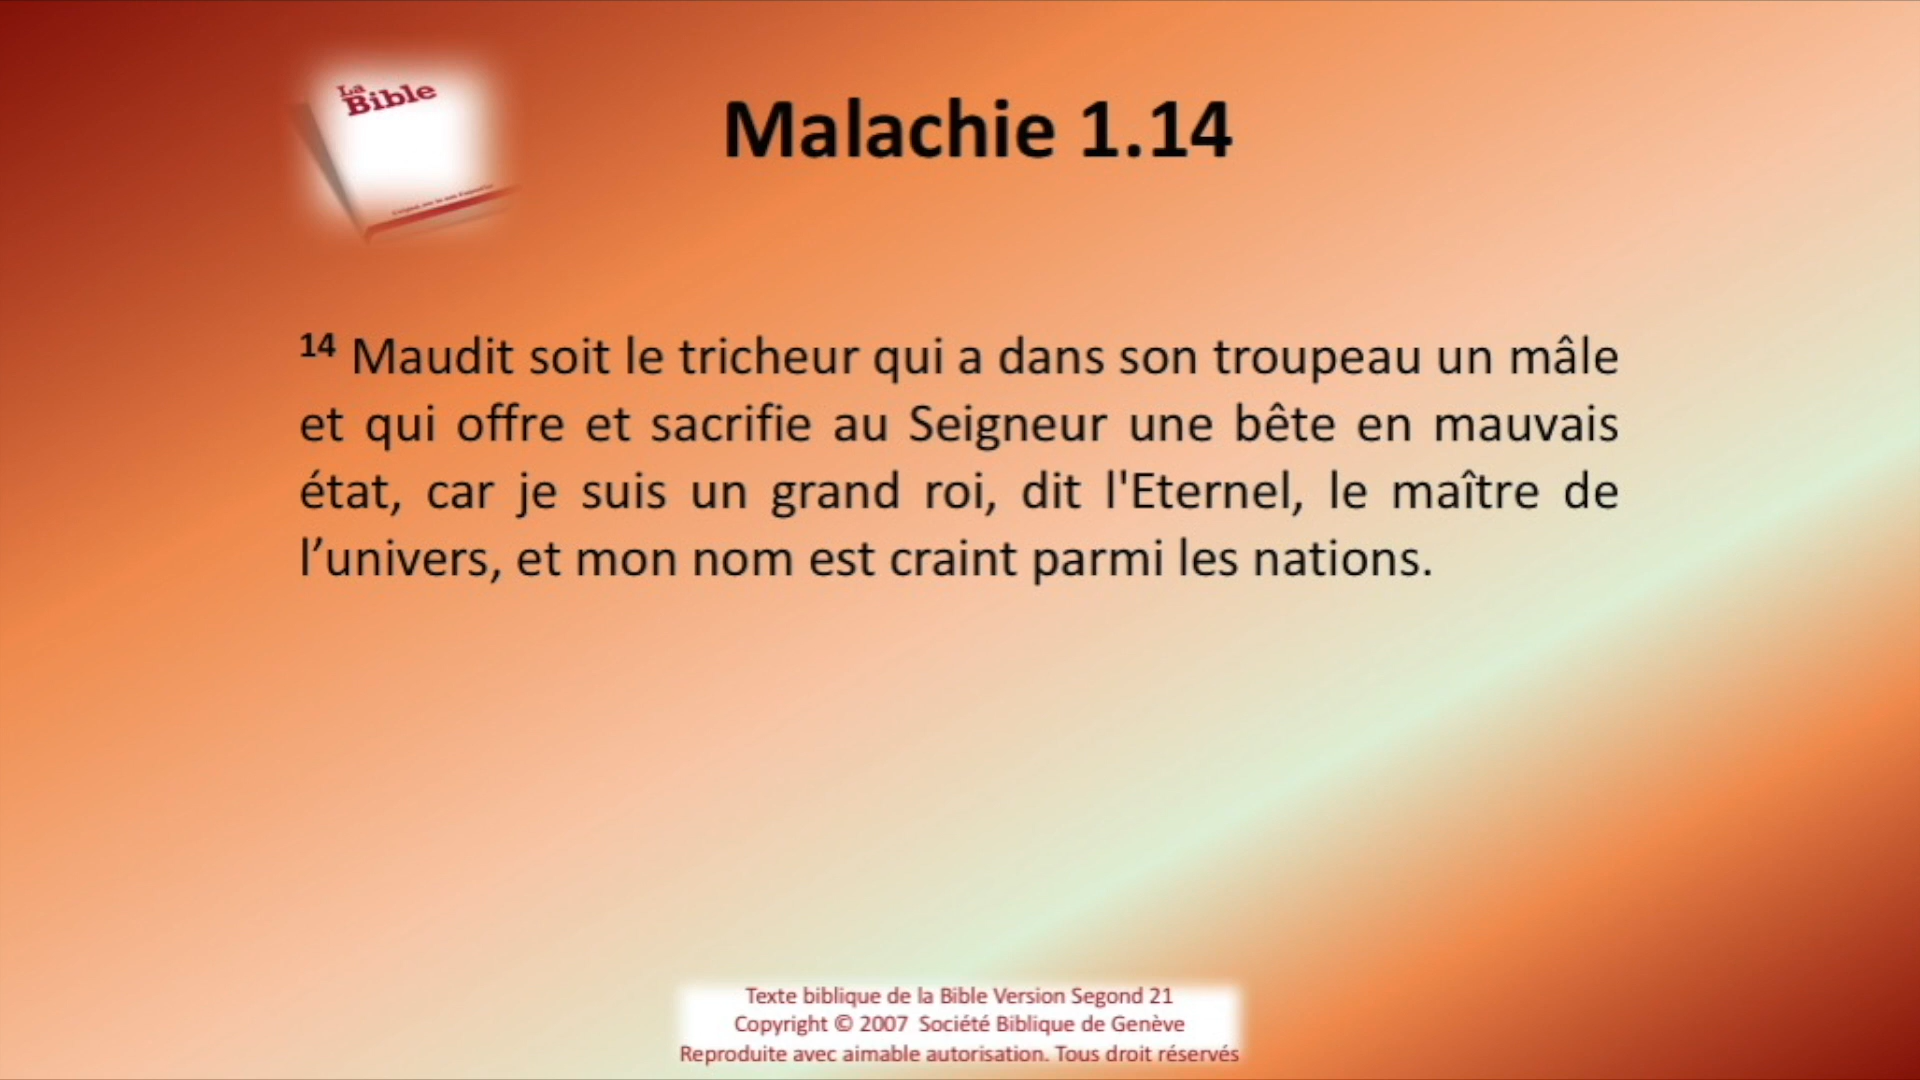 La
Bible
Malachie 1.14
14 Maudit soit le tricheur qui a dans son troupeau un mâle
et qui offre et sacrifie au Seigneur une bête en mauvais
état, car je suis un grand roi, dit l'Eternel, le maître de
l’univers, et mon nom est craint parmi les nations.
Texte biblique de la Bible Version Segond 21
Copyright © 2007 Société Biblique de Genève
Reproduite avec aimable autorisation. Tous droit réservés